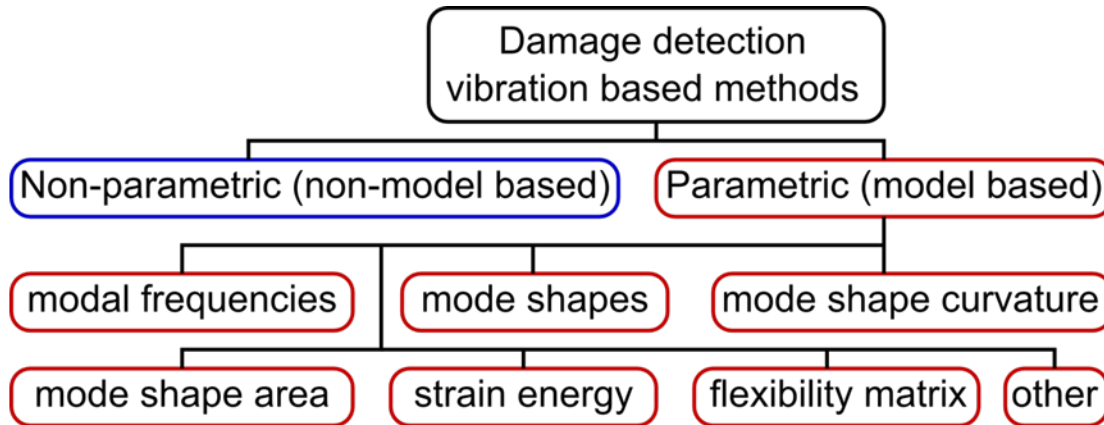 Damage detection
vibration based methods
Non-parametric (non-model based)
Parametric (model based)
modal frequencies
mode shapes
mode shape curvature
mode shape area
strain energy
flexibility matrix
other